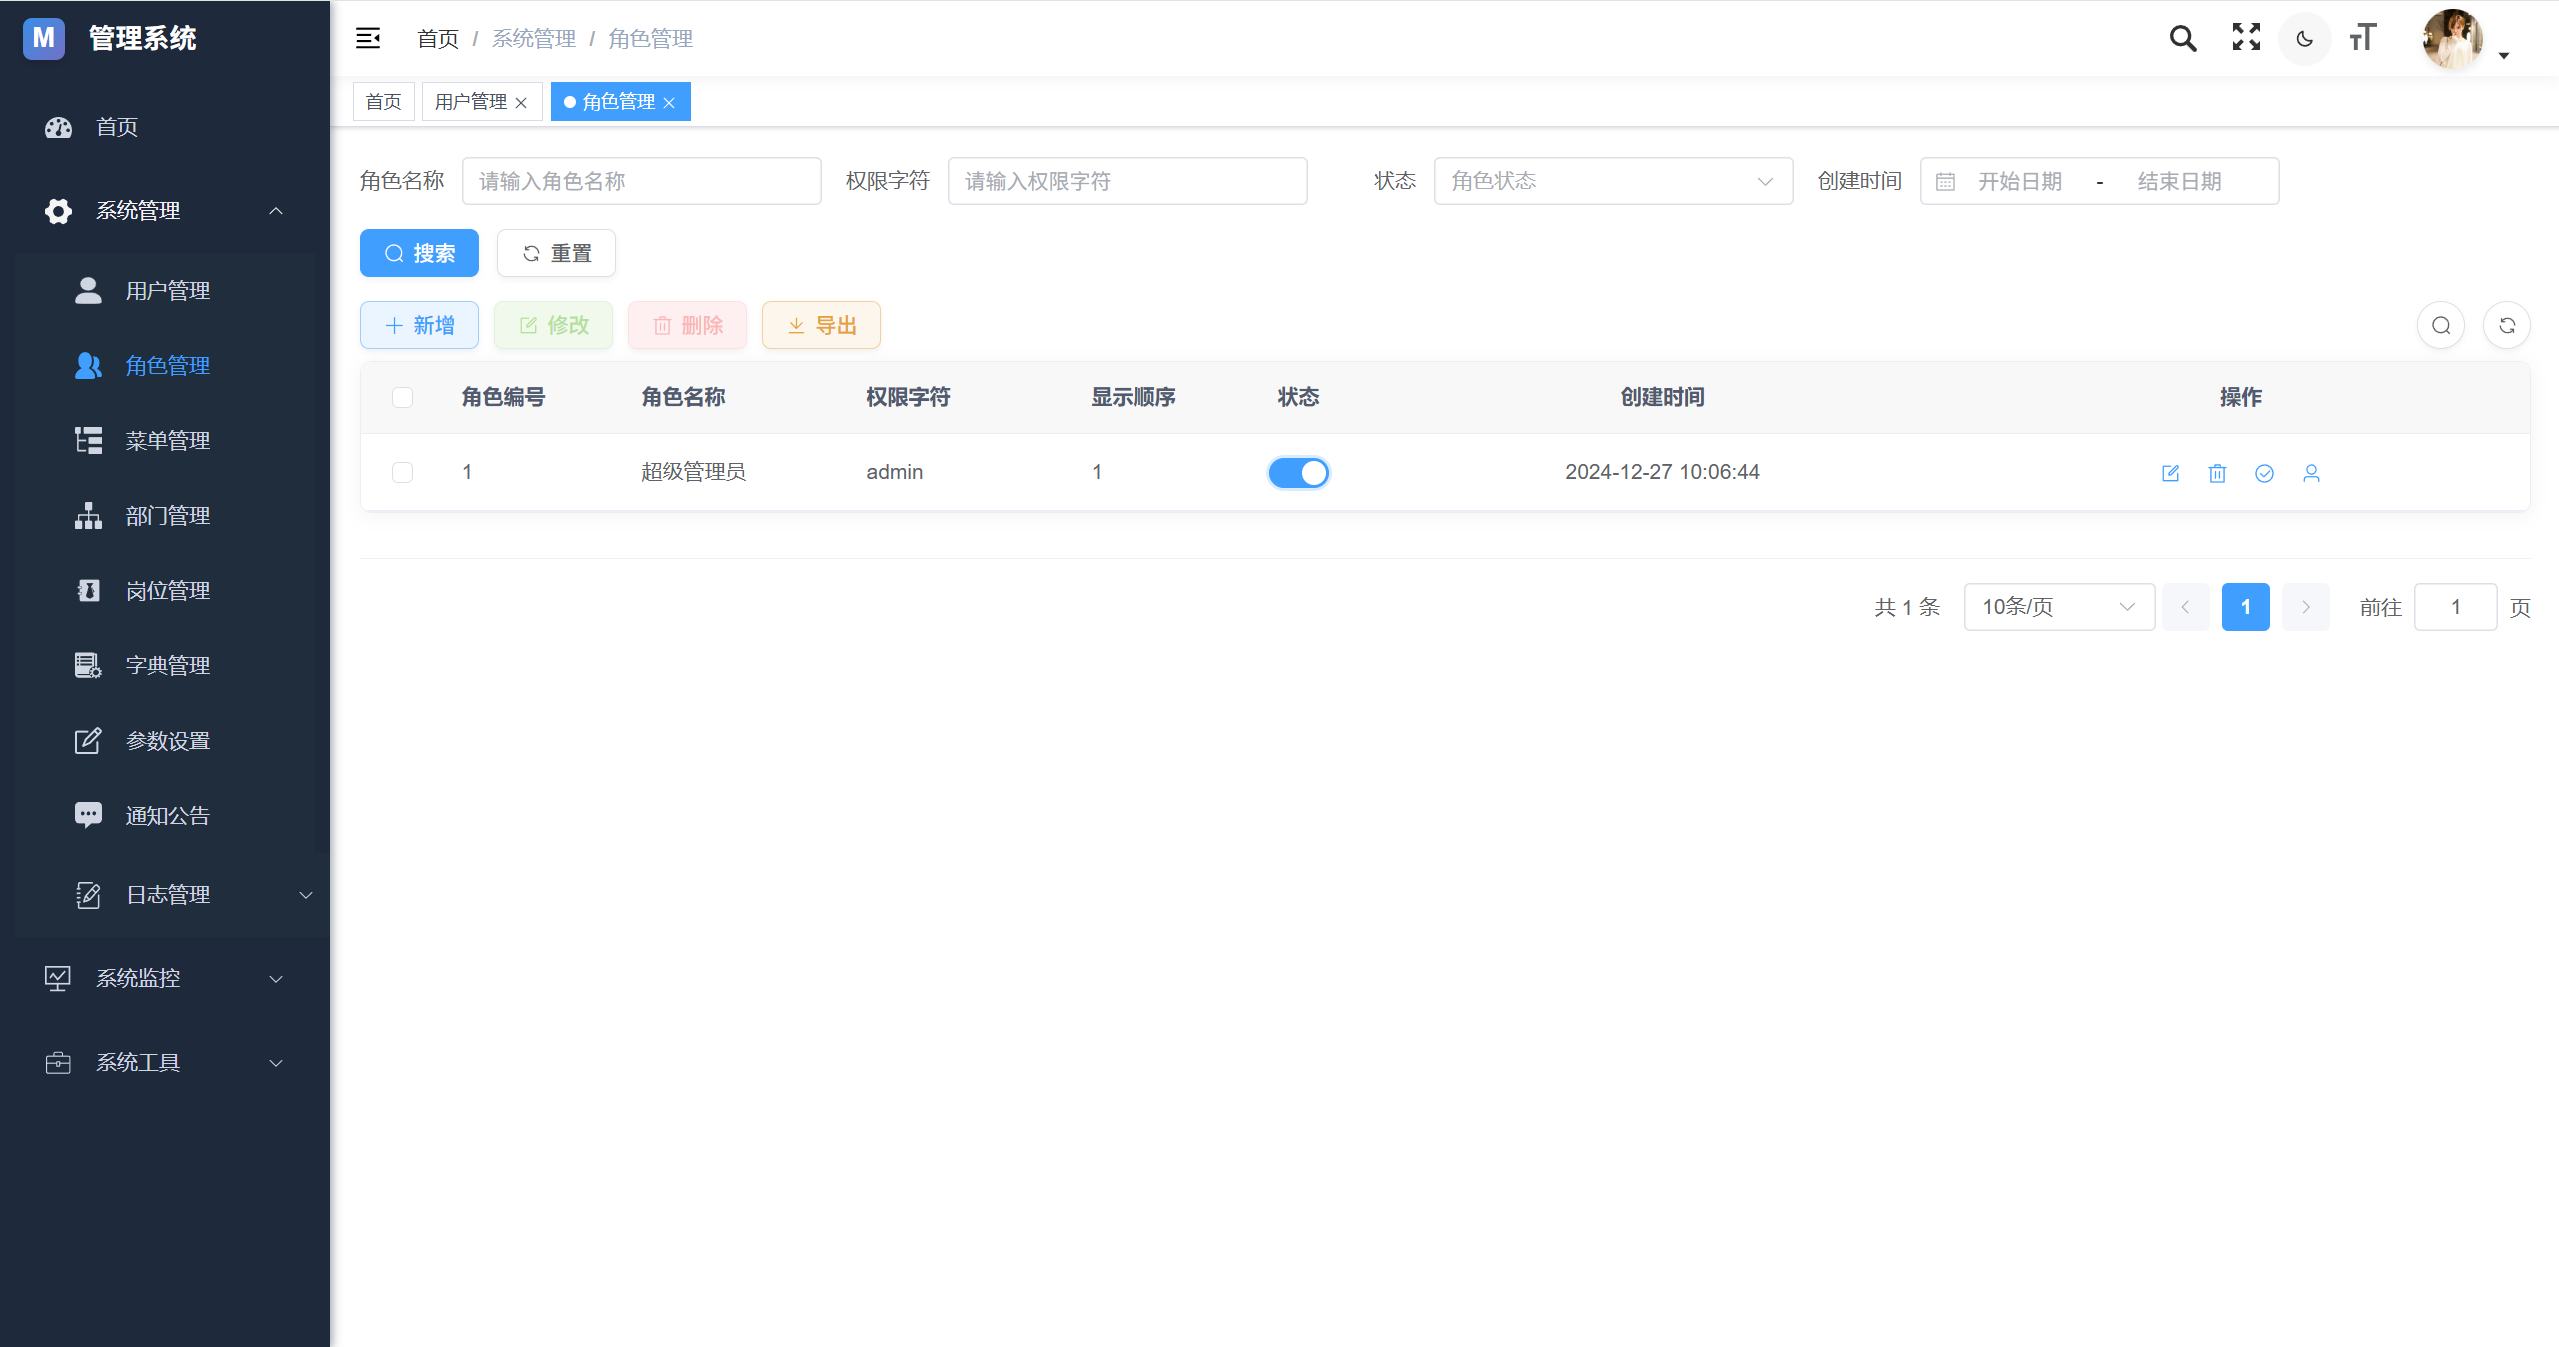 M 管理系统
首页
系统管理
用户管理
角色管理
菜单管理
部门管理
岗位管理
字典管理
参数设置
通知公告
日志管理
系统监控
系统工具
首页 / 系统管理 / 角色管理
首页 用户管理 角色管理
角色名称 请输入角色名称 权限字符 请输入权限字符 状态 角色状态 创建时间 开始日期 - 结束日期
搜索 重置
新增 修改 删除 导出
角色编号 角色名称 权限字符 显示顺序 状态 创建时间 操作
1 超级管理员 admin 1 2024-12-27 10:06:44
共 1 条 10条/页 1 前往 1 页